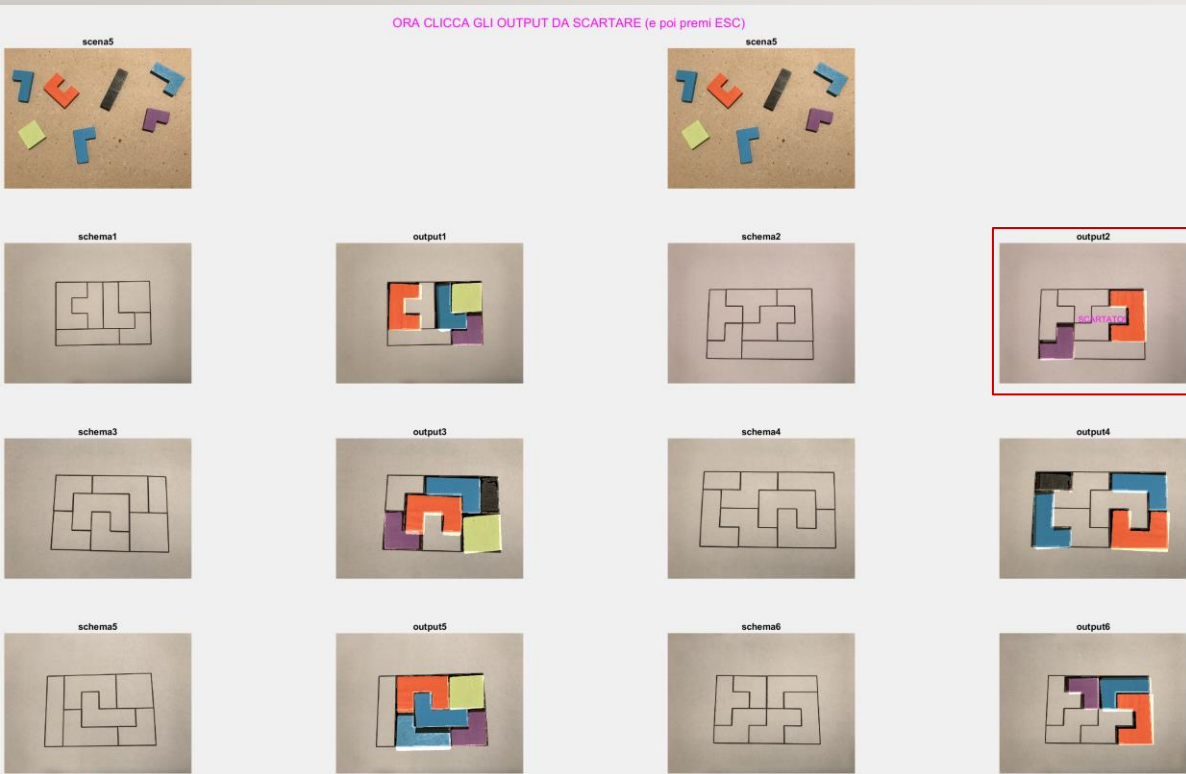 ORA CLICCA GLI OUTPUT DA SCARTARE (e poi premi ESC)
scena5
scena5
schema1
output1
schema2
output2
SCARTATO!
schema3
output3
schema4
output4
schema5
output5
schema6
output6